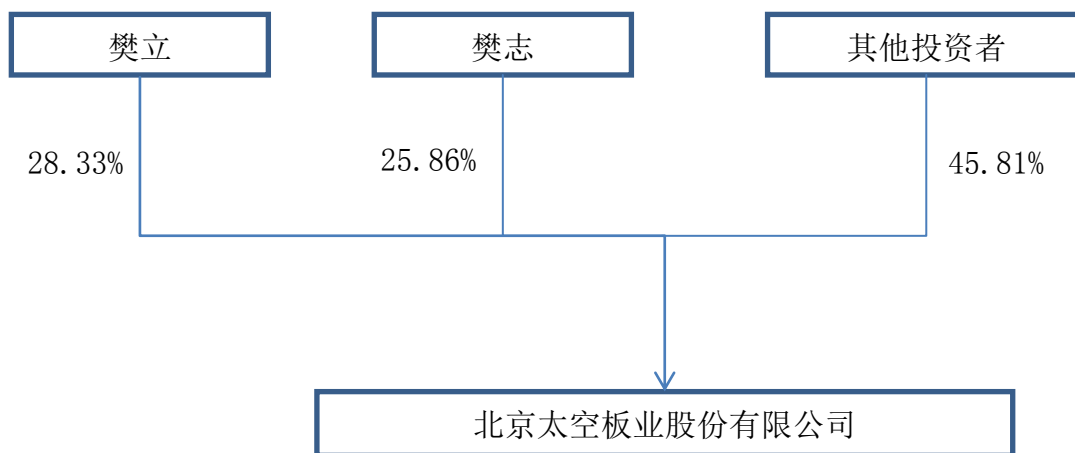 樊立
樊志
其他投资者
28.33%
25.86%
45.81%
北京太空板业股份有限公司